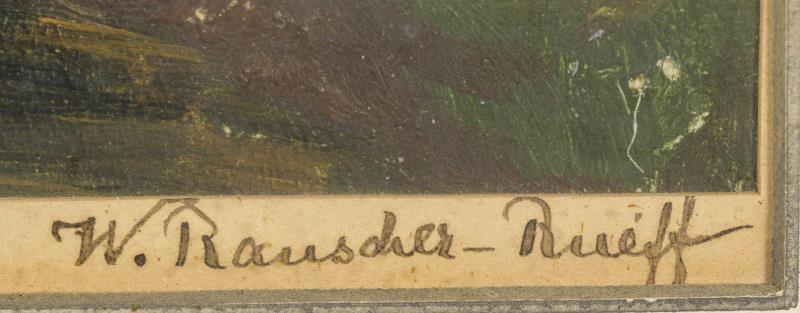 W. Rauscher - Rueff